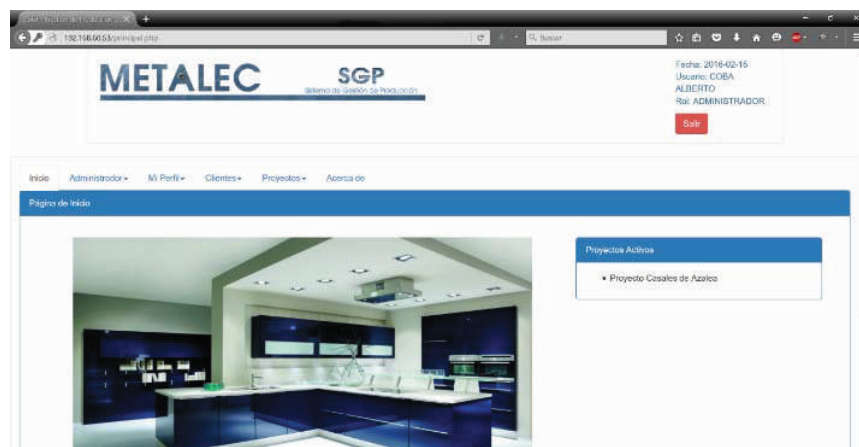 192.168.60.53/principal.php
Buscar
METALEC
SGP
Sistema de Gestión de Producción
Fecha: 2016-02-15
Usuario: COBA
ALBERTO
Rol: ADMINISTRADOR
Salir
Inicio Administrador Mi Perfil Clientes Proyectos Acerca de
Página de Inicio
Proyectos Activos
Proyecto Casales de Azalea